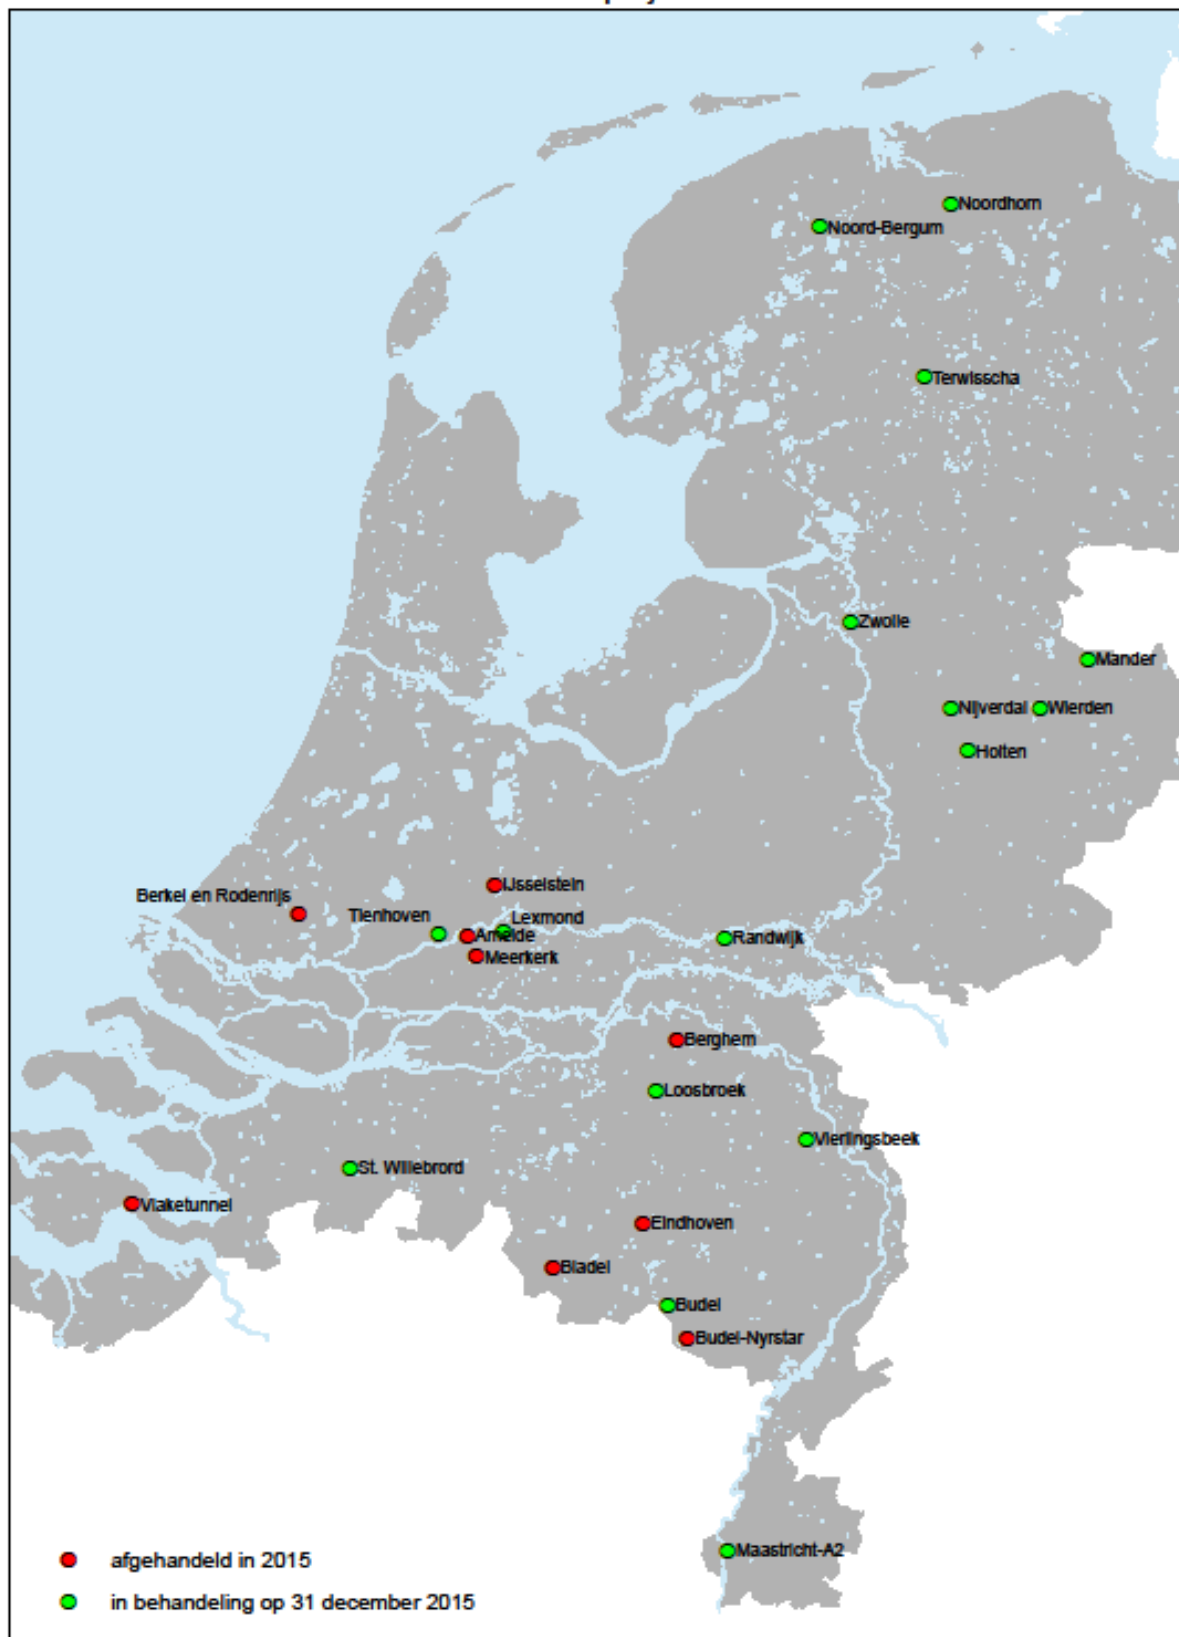 Noordhorn
Noord-Bergum
Terwisscha
Zwolle
Mander
Nijverdal
Wierden
Holten
IJsselstein
Berkel en Rodenrijs
Tienhoven
Lexmond
Ameide
Randwijk
Meerkerk
Berghem
Loosbroek
Vierlingsbeek
St. Willebrord
Vlaketunnel
Eindhoven
Bladel
Budel
Budel-Nyrstar
Maastricht-A2
afgehandeld in 2015
in behandeling op 31 december 2015